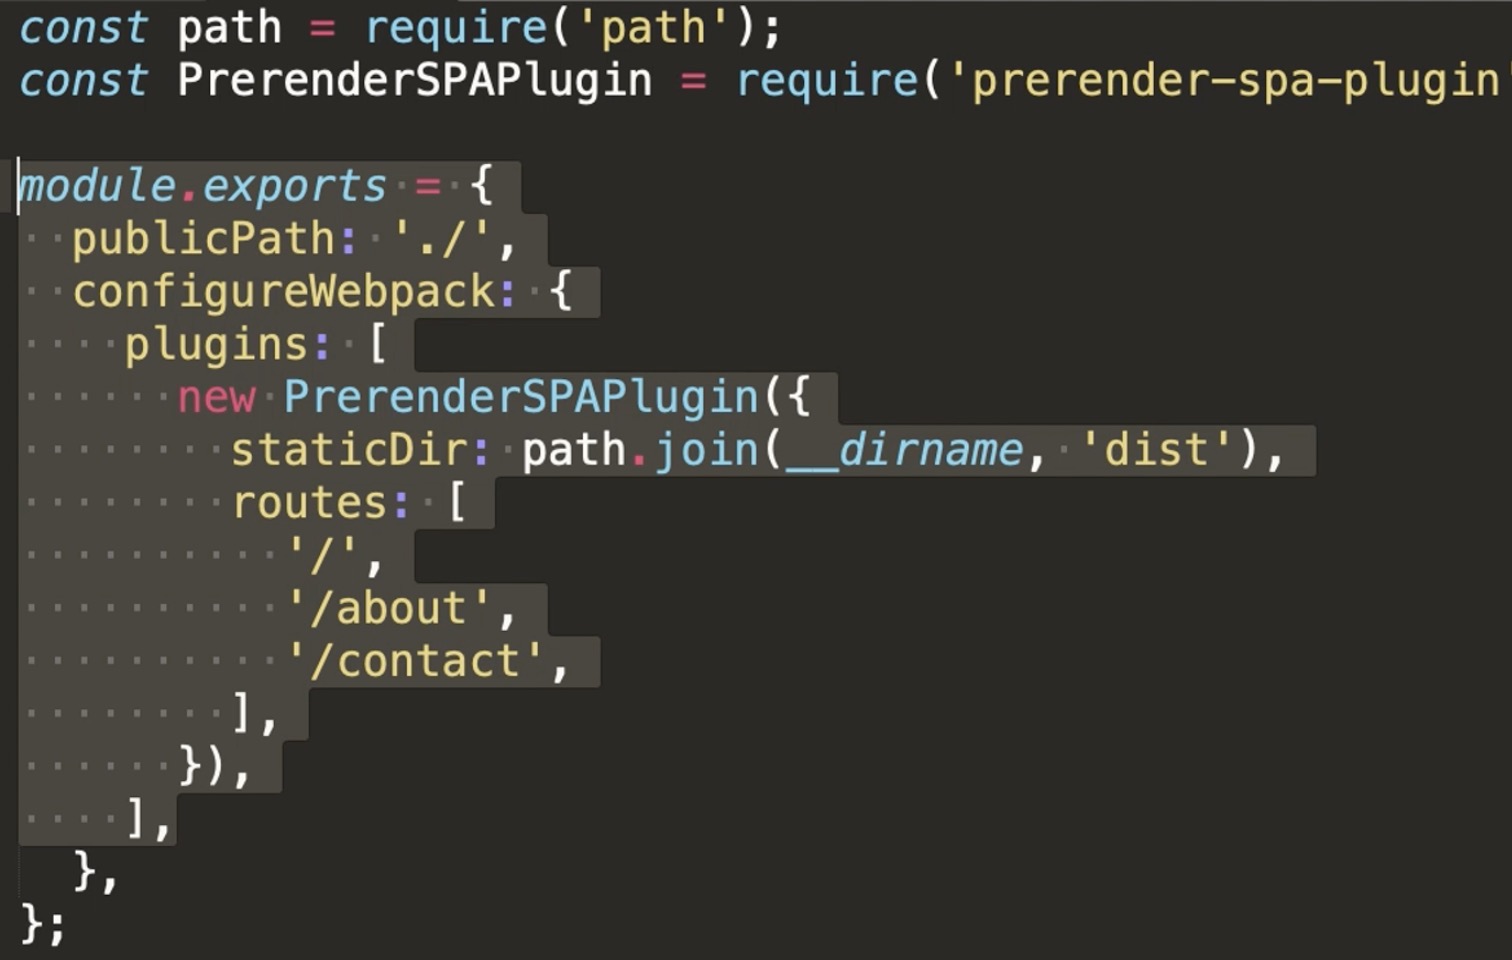 const path = require('path');
const PrerenderSPAPlugin = require('prerender-spa-plugin'
module.exports = {
  publicPath: './',
  configureWebpack: {
    plugins: [
      new PrerenderSPAPlugin({
        staticDir: path.join(__dirname, 'dist'),
        routes: [
          '/',
          '/about',
          '/contact',
        ],
      }),
    ],
  },
};